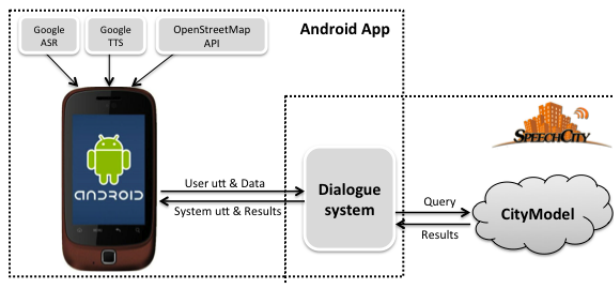 Google
ASR
Google
TTS
OpenStreetMap
API
Android App
SPEECHCITY
ANDROID
User utt & Data
System utt & Results
Dialogue
system
Query
Results
CityModel